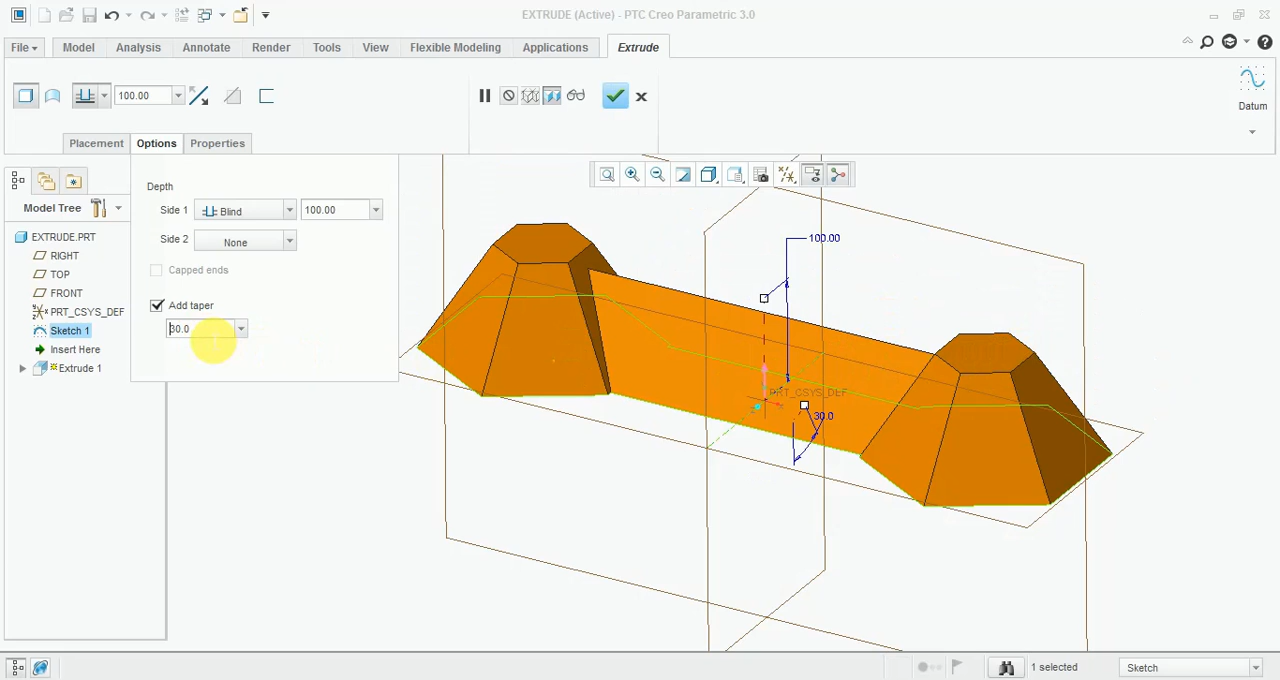 EXTRUDE (Active) - PTC Creo Parametric 3.0
File Model Analysis Annotate Render Tools View Flexible Modeling Applications Extrude
100.00
Datum
Placement Options Properties
Depth
Side 1 Blind 100.00
Side 2 None
Capped ends
Add taper
30.0
Model Tree
EXTRUDE.PRT
RIGHT
TOP
FRONT
PRT_CSYS_DEF
Sketch 1
Insert Here
Extrude 1
100.00
PRT_CSYS_DEF
30.0
1 selected
Sketch